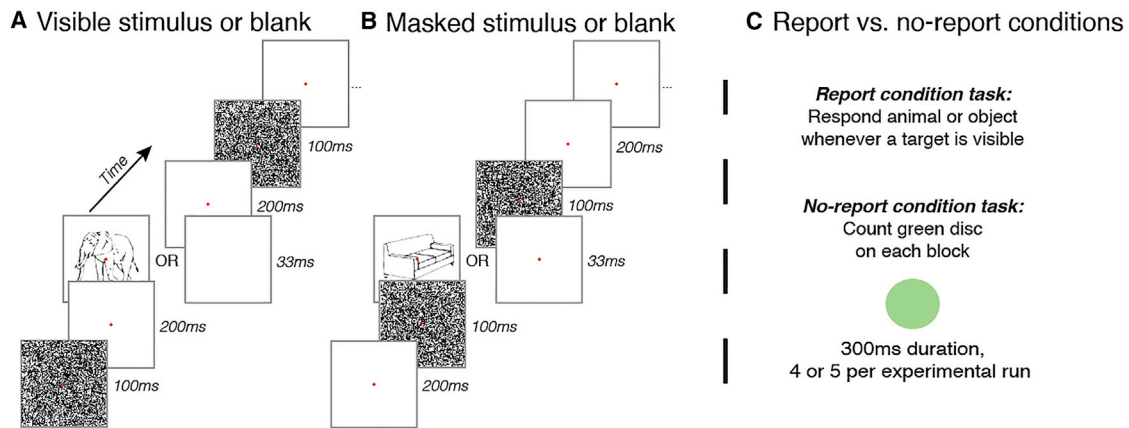 A Visible stimulus or blank
Time
100ms
200ms
OR
33ms
200ms
100ms
...
B Masked stimulus or blank
200ms
100ms
OR
33ms
100ms
200ms
...
C Report vs. no-report conditions
Report condition task:
Respond animal or object
whenever a target is visible
No-report condition task:
Count green disc
on each block
300ms duration,
4 or 5 per experimental run